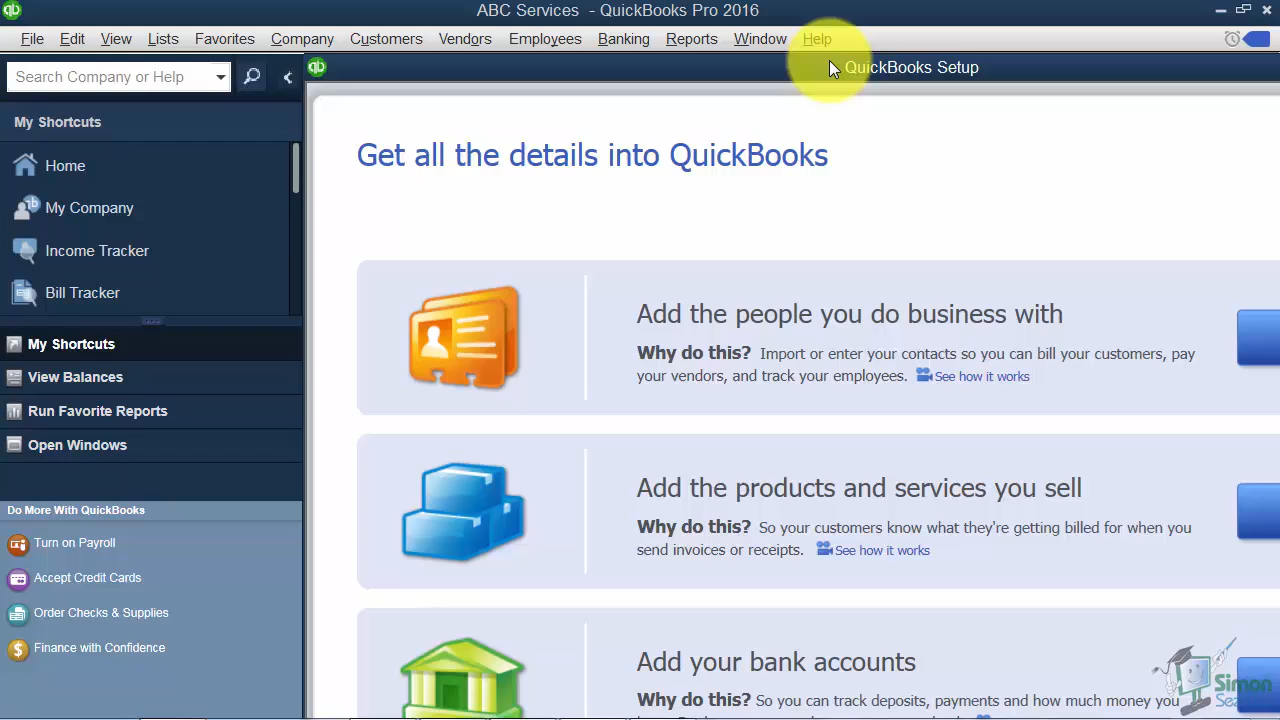 ABC Services - QuickBooks Pro 2016
File Edit View Lists Favorites Company Customers Vendors Employees Banking Reports Window Help
Search Company or Help
qb QuickBooks Setup
My Shortcuts
Home
My Company
Income Tracker
Bill Tracker
My Shortcuts
View Balances
Run Favorite Reports
Open Windows
Do More With QuickBooks
Turn on Payroll
Accept Credit Cards
Order Checks & Supplies
Finance with Confidence
Get all the details into QuickBooks
Add the people you do business with
Why do this? Import or enter your contacts so you can bill your customers, pay
your vendors, and track your employees. See how it works
Add the products and services you sell
Why do this? So your customers know what they're getting billed for when you
send invoices or receipts. See how it works
Add your bank accounts
Why do this? So you can track deposits, payments and how much money you
Simon